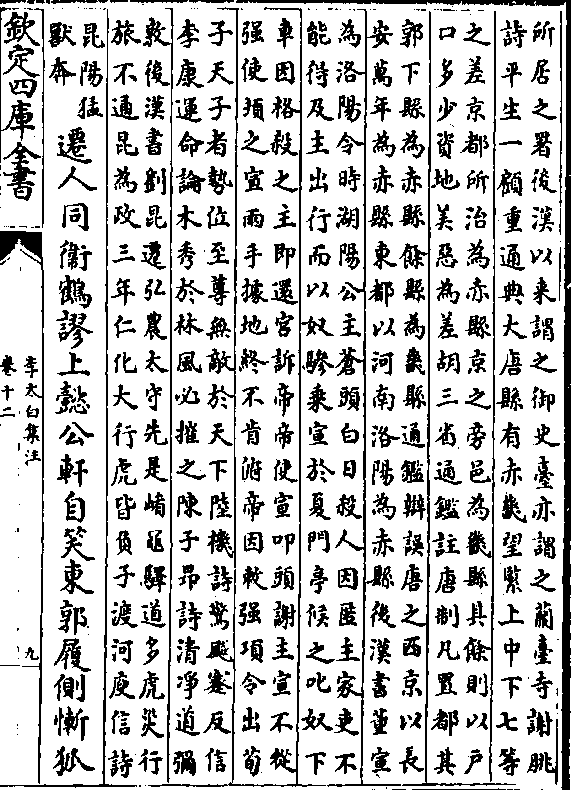 所居之署後漢以来謂之御史臺亦謂之蘭臺寺謝朓
詩平生一顧重通典大唐縣有赤畿望緊上中下七等
之差京都所治為赤縣京之旁邑為畿縣其餘則以戶
口多少資地美惡為差胡三省通鑑註唐制凡置都其
郭下縣為赤縣餘縣為畿縣通鑑辯誤唐之西京以長
安萬年為赤縣東都以河南洛陽為赤縣後漢書董宣
為洛陽令時湖陽公主蒼頭白日殺人因匿主家吏不
能得及主出行而以奴驂乘宣於夏門亭候之叱奴下
車因格殺之主即還宮訴帝帝使宣叩頭謝主宣不從
强使頓之宣兩手據地終不肯俯帝因敕强項令出荀
子天子者勢位至尊無敵於天下陸機詩驚飇褰反信
李康運命論木秀於林風必摧之陳子昂詩清凈道彌
敦後漢書劉昆遷弘農太守先是崤黽驛道多虎災行
旅不通昆為政三年仁化大行虎皆負子渡河庾信詩
昆陽猛
獸奔
遷人同衛鶴謬上懿公軒自笑東郭履側慚狐
欽定四庫全書
李太白集注
卷十二
九